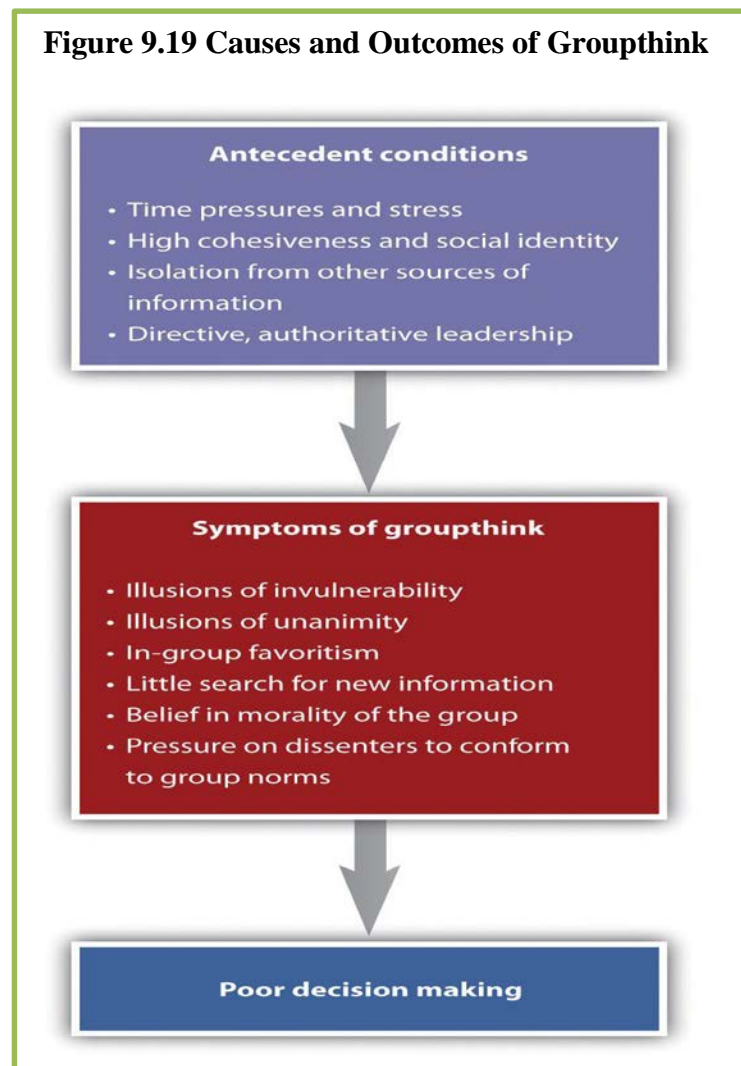 Figure 9.19 Causes and Outcomes of Groupthink
Antecedent conditions
• Time pressures and stress
• High cohesiveness and social identity
• Isolation from other sources of
information
• Directive, authoritative leadership
Symptoms of groupthink
• Illusions of invulnerability
• Illusions of unanimity
• In-group favoritism
• Little search for new information
• Belief in morality of the group
• Pressure on dissenters to conform
to group norms
Poor decision making